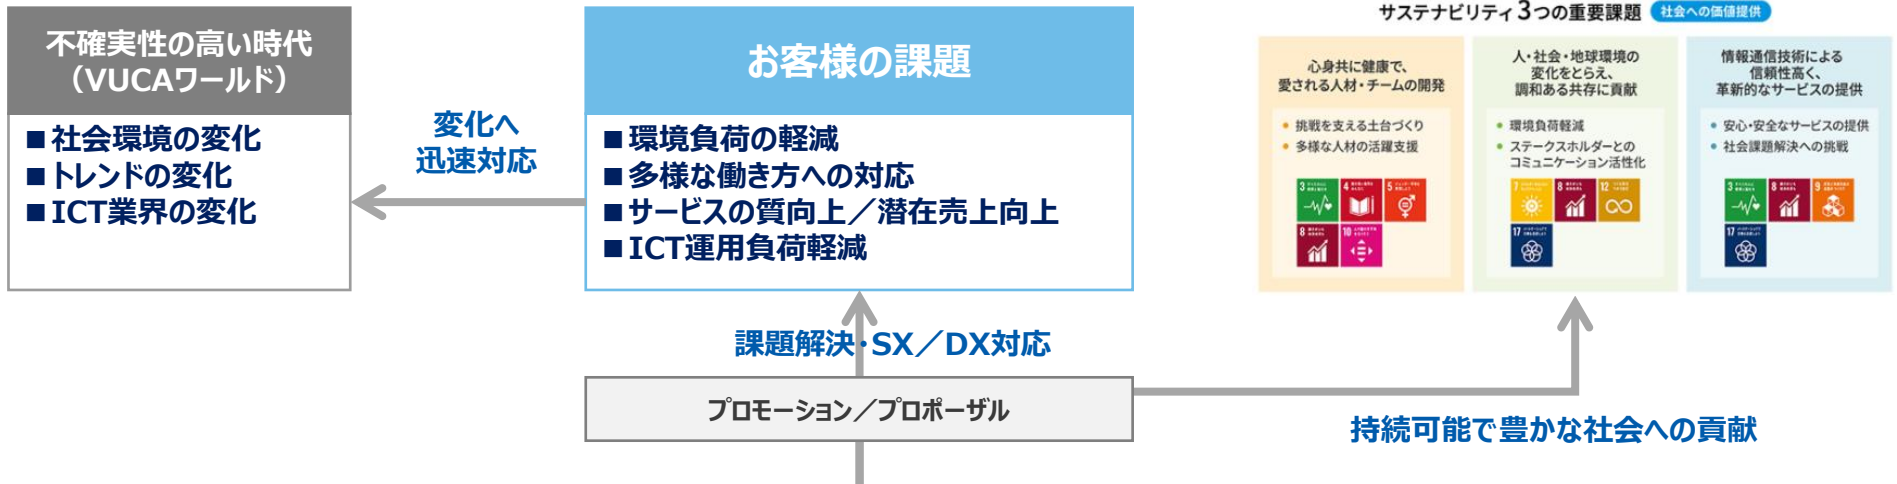 不確実性の高い時代
（VUCAワールド）
■社会環境の変化
■トレンドの変化
■ICT業界の変化
変化へ
迅速対応
お客様の課題
■環境負荷の軽減
■多様な働き方への対応
■サービスの質向上／潜在売上向上
■ICT運用負荷軽減
課題解決・SX／DX対応
プロモーション／プロポーザル
サステナビリティ3つの重要課題 社会への価値提供
心身共に健康で、
愛される人材・チームの開発
• 挑戦を支える土台づくり
• 多様な人材の活躍支援
3
4
5
8
10
人・社会・地球環境の
変化をとらえ、
調和ある共存に貢献
• 環境負荷軽減
• ステークスホルダーとの
コミュニケーション活性化
7
8
12
17
情報通信技術による
信頼性高く、
革新的なサービスの提供
• 安心・安全なサービスの提供
• 社会課題解決への挑戦
3
8
9
17
持続可能で豊かな社会への貢献